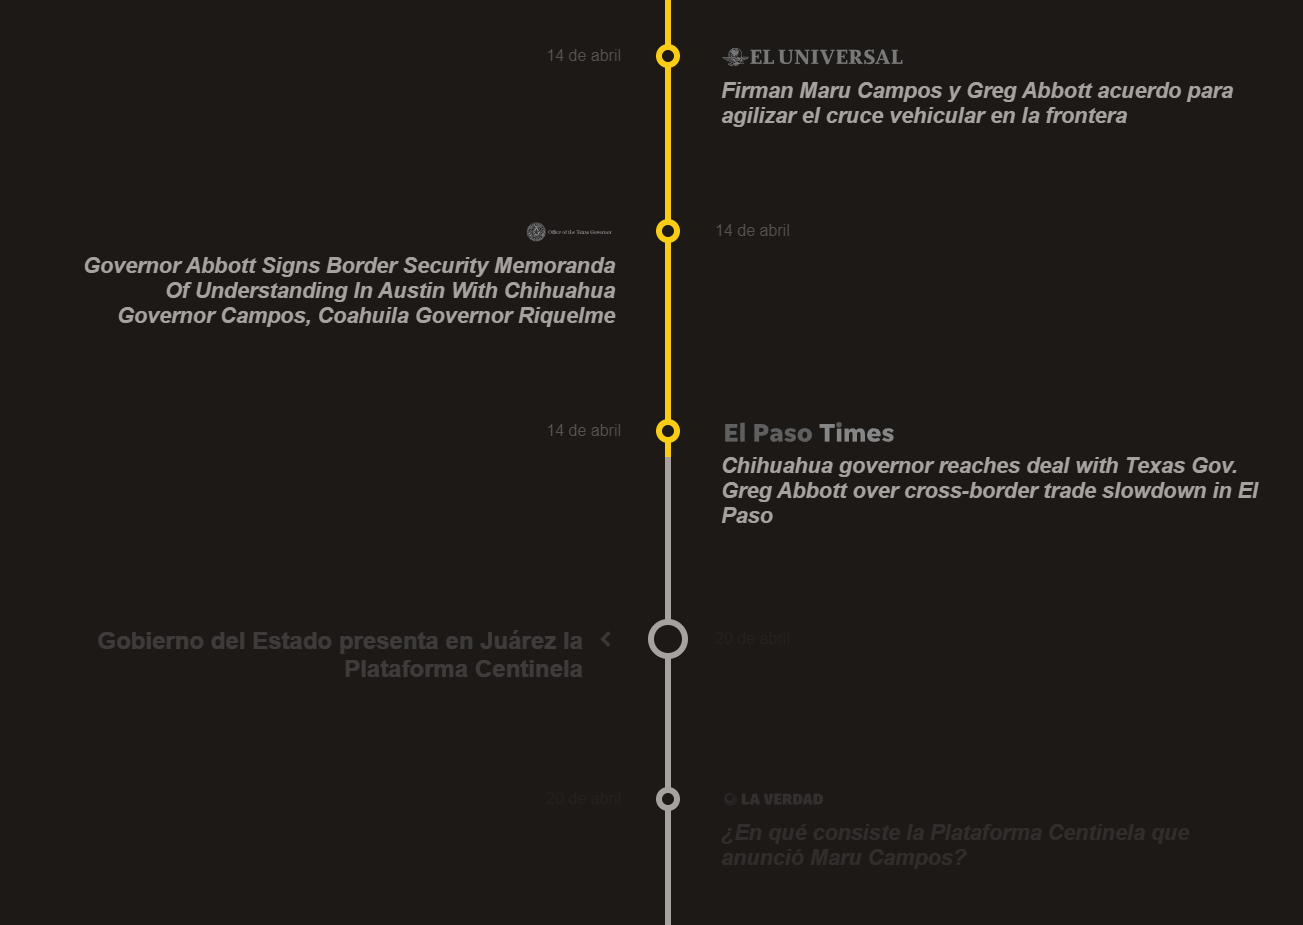 14 de abril
EL UNIVERSAL
Firman Maru Campos y Greg Abbott acuerdo para
agilizar el cruce vehicular en la frontera
Office of the Texas Governor
14 de abril
Governor Abbott Signs Border Security Memoranda
Of Understanding In Austin With Chihuahua
Governor Campos, Coahuila Governor Riquelme
14 de abril
El Paso Times
Chihuahua governor reaches deal with Texas Gov.
Greg Abbott over cross-border trade slowdown in El
Paso
Gobierno del Estado presenta en Juárez la
Plataforma Centinela
20 de abril
20 de abril
LA VERDAD
¿En qué consiste la Plataforma Centinela que
anunció Maru Campos?